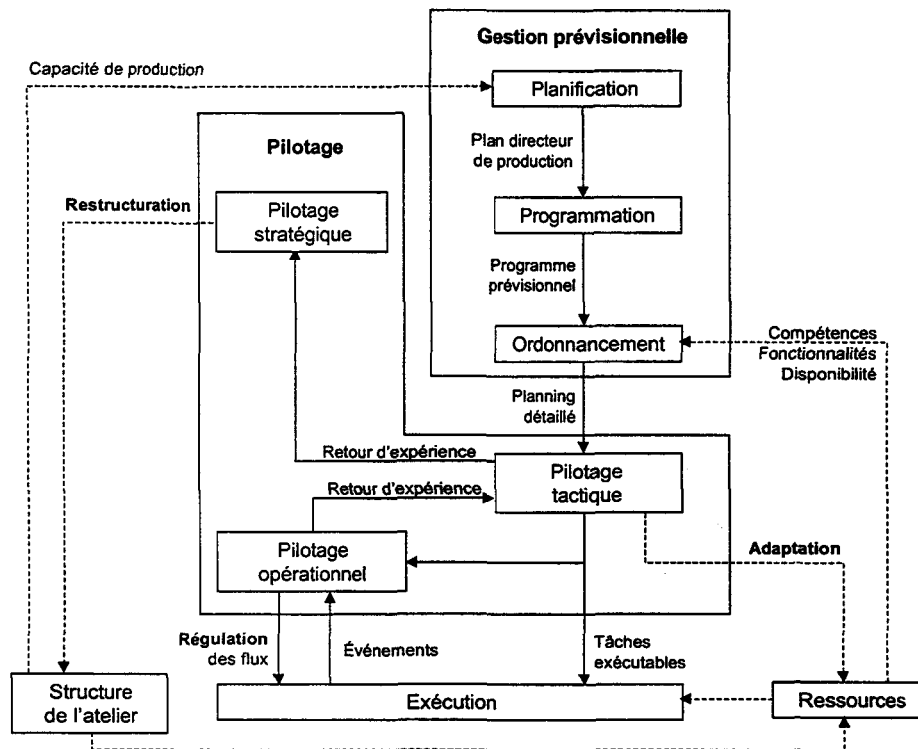 Gestion prévisionnelle
Capacité de production
Planification
Plan directeur
de production
Pilotage
Restructuration
Pilotage
stratégique
Programmation
Programme
prévisionnel
Ordonnancement
Compétences
Fonctionnalités
Disponibilité
Planning
détaillé
Retour d'expérience
Pilotage
tactique
Retour d'expérience
Pilotage
opérationnel
Adaptation
Régulation
des flux
Événements
Tâches
exécutables
Structure
de l'atelier
Exécution
Ressources